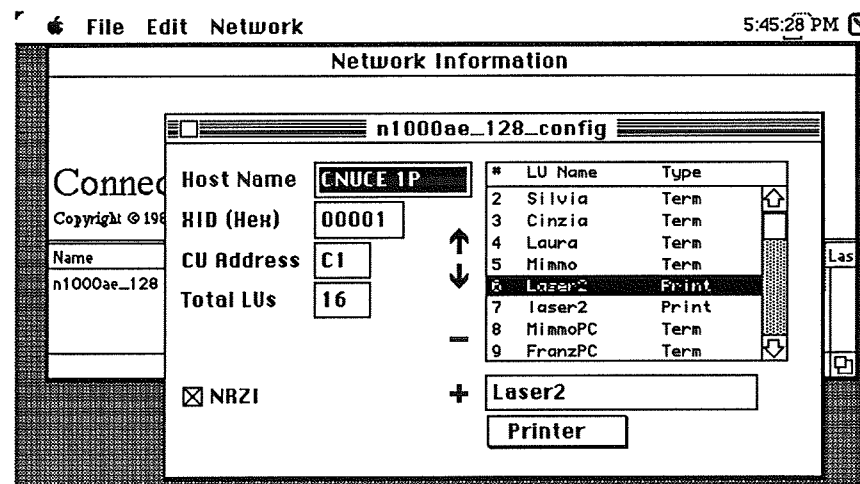 File Edit Network 5:45:28 PM
Network Information
n1000ae_128_config
Connec
Copyright © 198
Name
n1000ae_128
Las
Host Name CNUCE 1P
XID (Hex) 00001
CU Address C1
Total LUs 16
NRZI
# LU Name Type
2 Silvia Term
3 Cinzia Term
4 Laura Term
5 Mimmo Term
6 Laser2 Print
7 laser2 Print
8 MimmoPC Term
9 FranzPC Term
Laser2
Printer